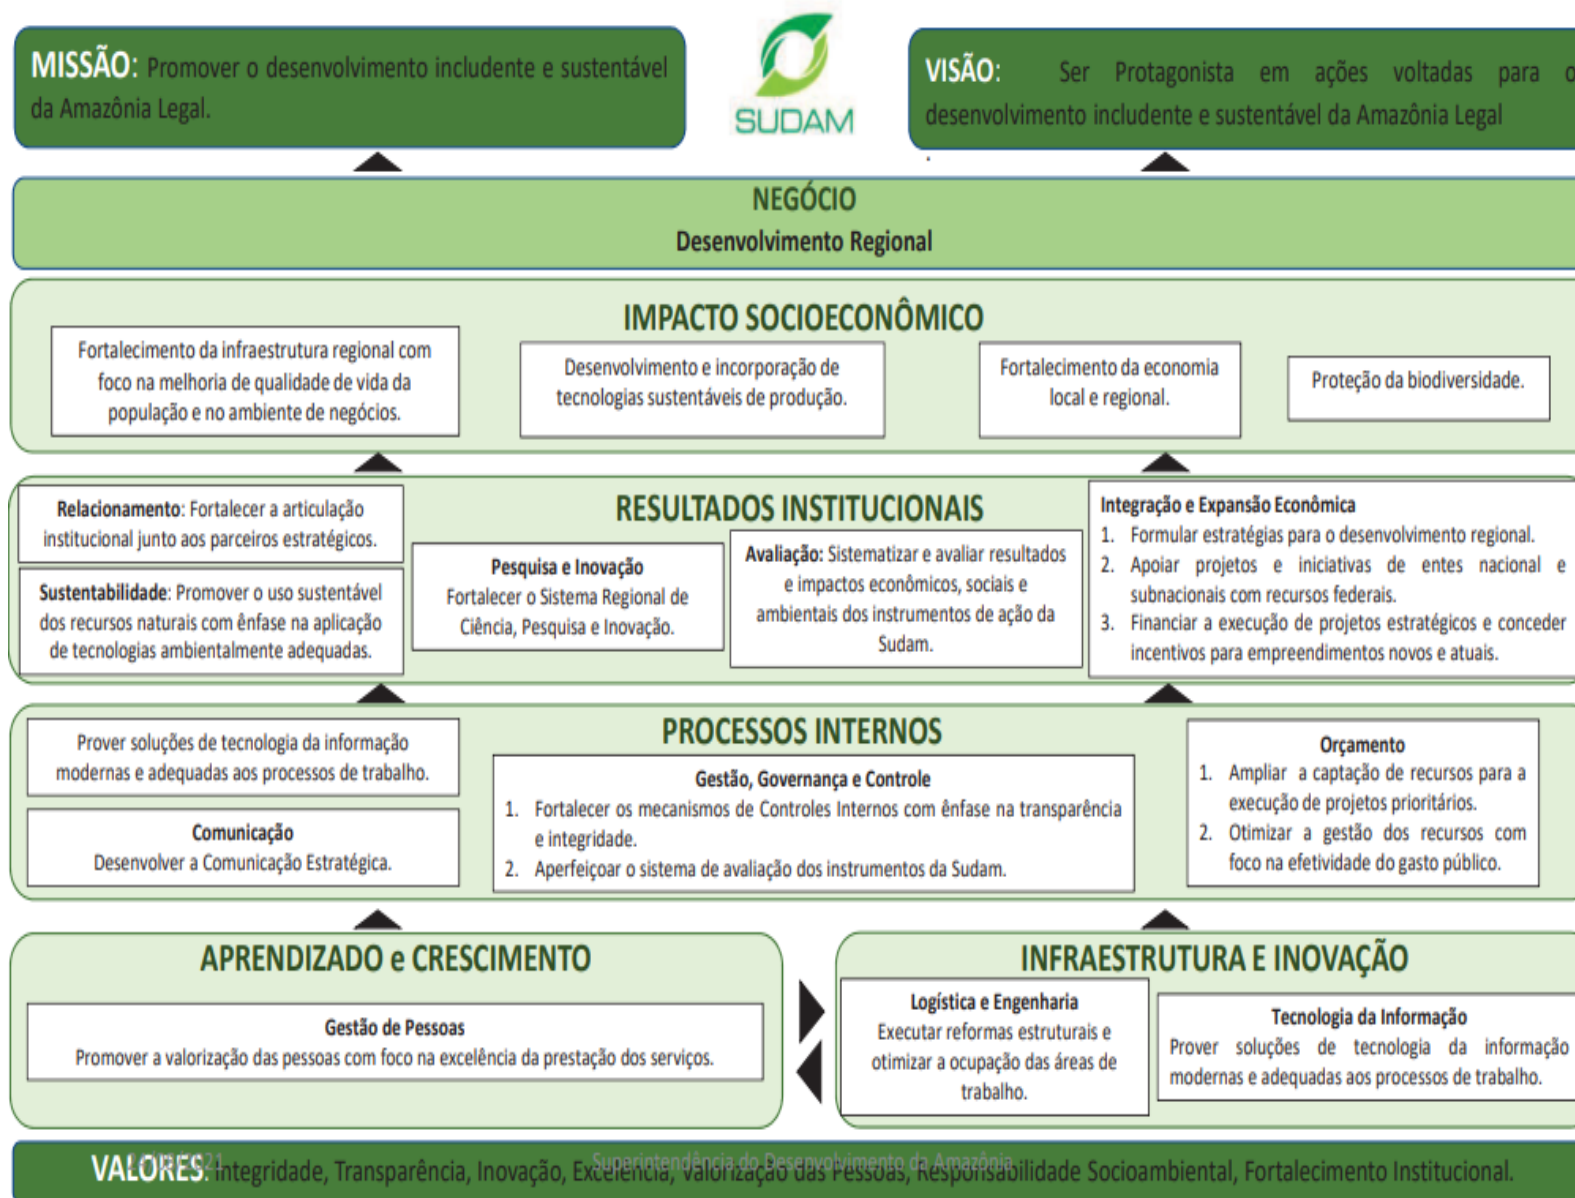 MISSÃO: Promover o desenvolvimento includente e sustentável
da Amazônia Legal.
SUDAM
VISÃO: Ser Protagonista em ações voltadas para o
desenvolvimento includente e sustentável da Amazônia Legal
.
NEGÓCIO
Desenvolvimento Regional
IMPACTO SOCIOECONÔMICO
Fortalecimento da infraestrutura regional com
foco na melhoria de qualidade de vida da
população e no ambiente de negócios.
Desenvolvimento e incorporação de
tecnologias sustentáveis de produção.
Fortalecimento da economia
local e regional.
Proteção da biodiversidade.
RESULTADOS INSTITUCIONAIS
Relacionamento: Fortalecer a articulação
institucional junto aos parceiros estratégicos.
Sustentabilidade: Promover o uso sustentável
dos recursos naturais com ênfase na aplicação
de tecnologias ambientalmente adequadas.
Pesquisa e Inovação
Fortalecer o Sistema Regional de
Ciência, Pesquisa e Inovação.
Avaliação: Sistematizar e avaliar resultados
e impactos econômicos, sociais e
ambientais dos instrumentos de ação da
Sudam.
Integração e Expansão Econômica
1. Formular estratégias para o desenvolvimento regional.
2. Apoiar projetos e iniciativas de entes nacional e
subnacionais com recursos federais.
3. Financiar a execução de projetos estratégicos e conceder
incentivos para empreendimentos novos e atuais.
PROCESSOS INTERNOS
Prover soluções de tecnologia da informação
modernas e adequadas aos processos de trabalho.
Comunicação
Desenvolver a Comunicação Estratégica.
Gestão, Governança e Controle
1. Fortalecer os mecanismos de Controles Internos com ênfase na transparência
e integridade.
2. Aperfeiçoar o sistema de avaliação dos instrumentos da Sudam.
Orçamento
1. Ampliar a captação de recursos para a
execução de projetos prioritários.
2. Otimizar a gestão dos recursos com
foco na efetividade do gasto público.
APRENDIZADO e CRESCIMENTO
Gestão de Pessoas
Promover a valorização das pessoas com foco na excelência da prestação dos serviços.
INFRAESTRUTURA E INOVAÇÃO
Logística e Engenharia
Executar reformas estruturais e
otimizar a ocupação das áreas de
trabalho.
Tecnologia da Informação
Prover soluções de tecnologia da informação
modernas e adequadas aos processos de trabalho.
VALORES: Integridade, Transparência, Inovação, Excelência, Valorização das Pessoas, Responsabilidade Socioambiental, Fortalecimento Institucional.
Superintendência do Desenvolvimento da Amazônia